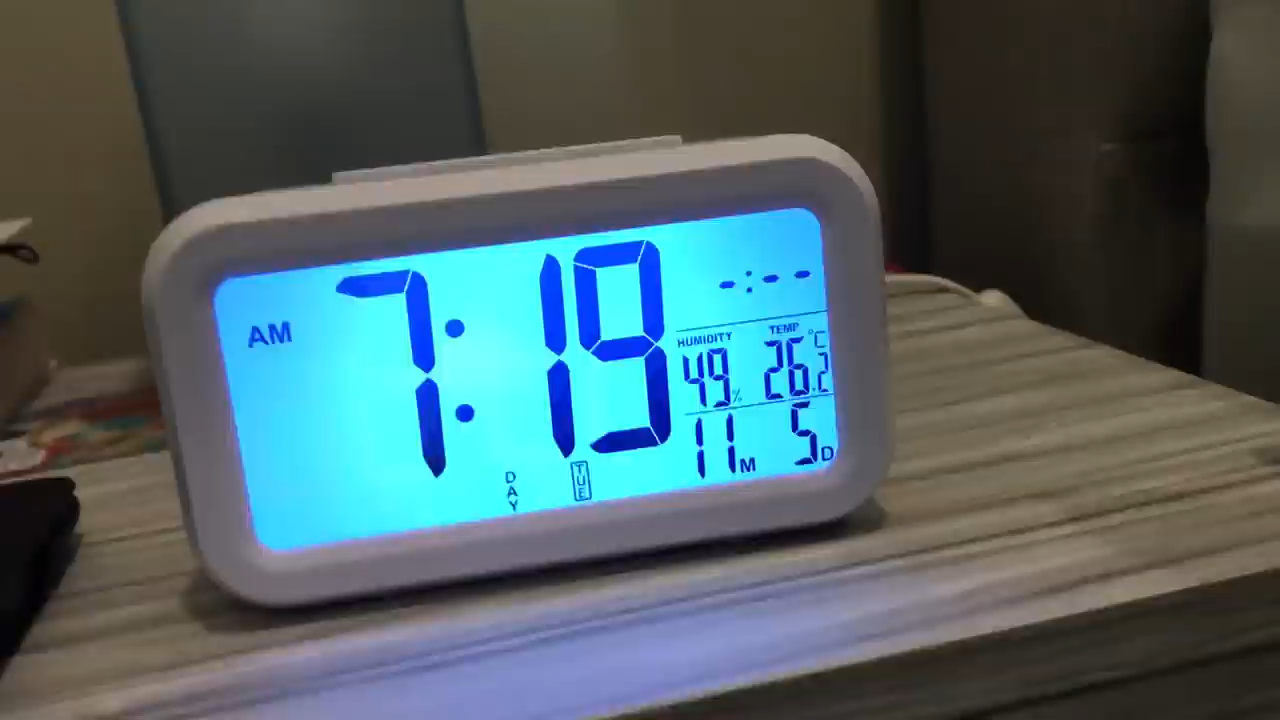 AM 7:19
-:--
HUMIDITY TEMP
49% 26.2°C
11M 5D
DAY TUE